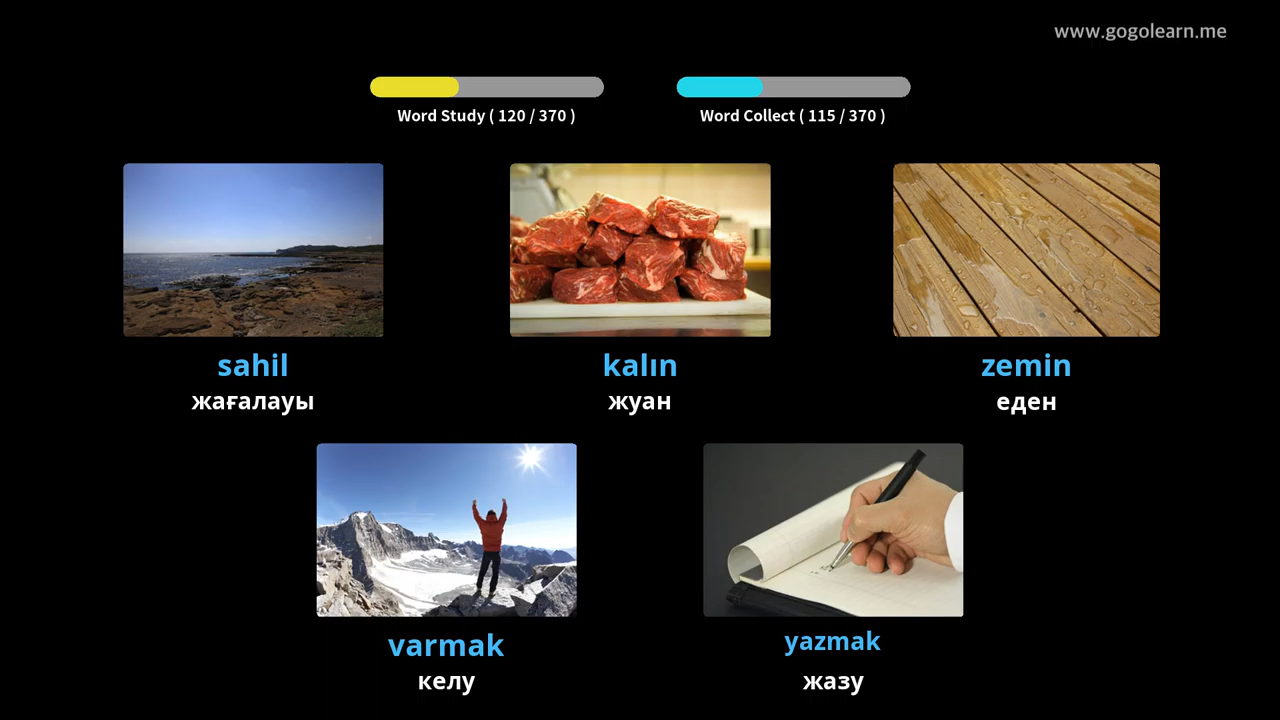 www.gogolearn.me
Word Study ( 120 / 370 )
Word Collect ( 115 / 370 )
sahil
жағалауы
kalın
жуан
zemin
еден
varmak
келу
yazmak
жазу